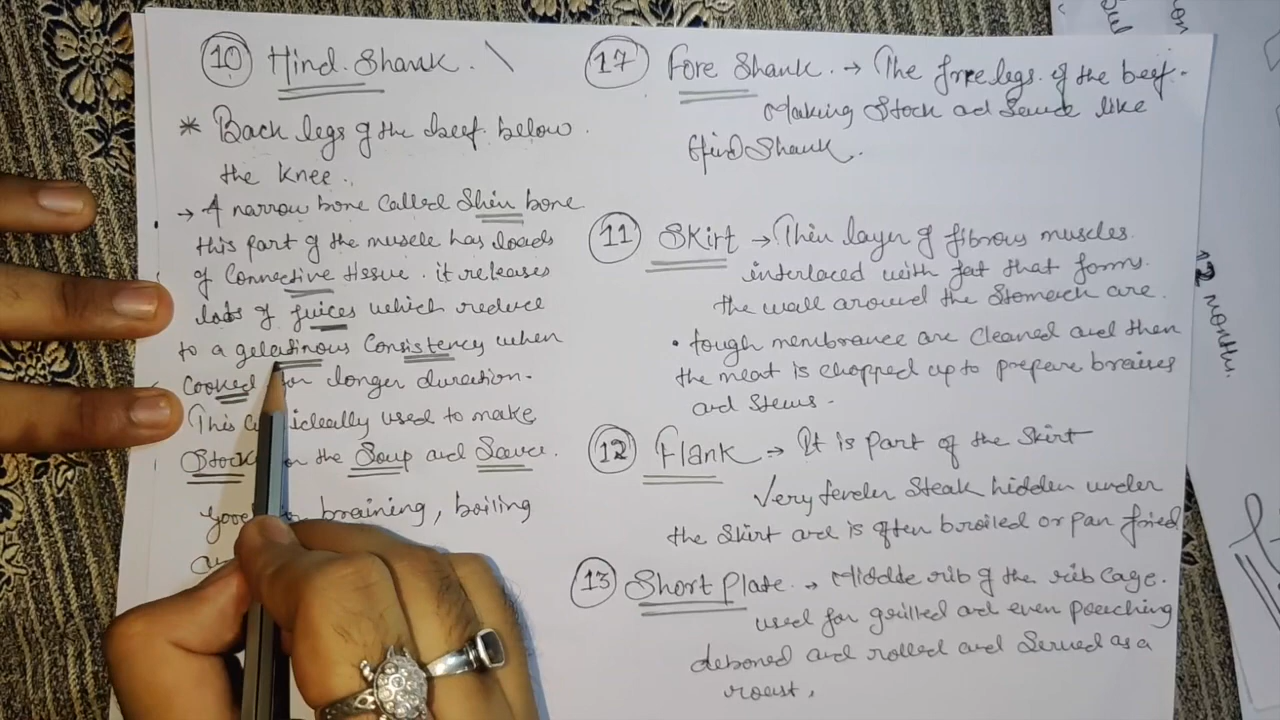 10 Hind Shank.
* Back legs of the beef below
the knee.
→ A narrow bone called Shin bone
this part of the muscle has loads
of Connective tissue. it releases
lots of juices which reduce
to a gelatinous Consistency when
Cooked for longer duration.
This ideally used to make
Stock the Soup and Sauce.
braining, boiling
17 Fore Shank. → The free legs of the beef.
Making Stock ad Sauce like
Hind Shank.
11 Skirt → Thin layer of fibrous muscles
interlaced with fat that forms
the wall around the Stomach are.
• tough membrance are Cleaned and then
the meat is chopped up to prepare braises
and Stews.
12 Flank → It is part of the Skirt
Very tender Steak hidden under
the Skirt and is often broiled or pan fried
13 Short Plate. → Middle rib of the rib Cage.
used for grilled ad even poerching
deboned and rolled and Served as a
roast,
2 months.